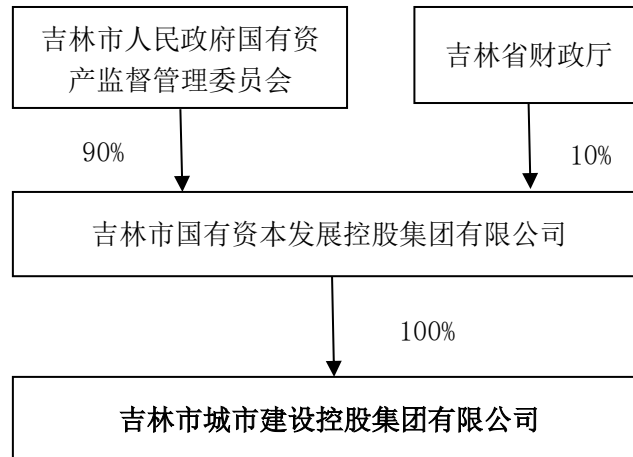 吉林市人民政府国有资
产监督管理委员会
吉林省财政厅
90%
10%
吉林市国有资本发展控股集团有限公司
100%
吉林市城市建设控股集团有限公司